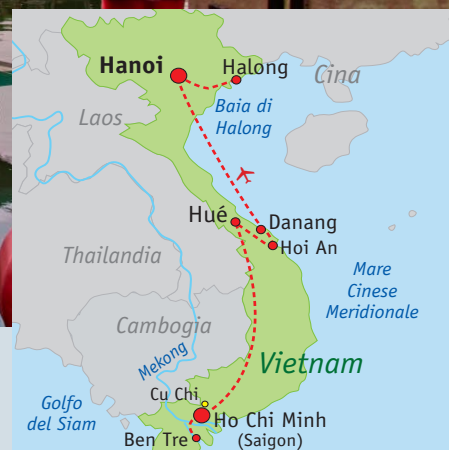 Hanoi
Halong
Cina
Baia di
Halong
Laos
Hué
Danang
Hoi An
Thailandia
Mare
Cinese
Meridionale
Cambogia
Mekong
Vietnam
Cu Chi
Golfo
del Siam
Ho Chi Minh
(Saigon)
Ben Tre